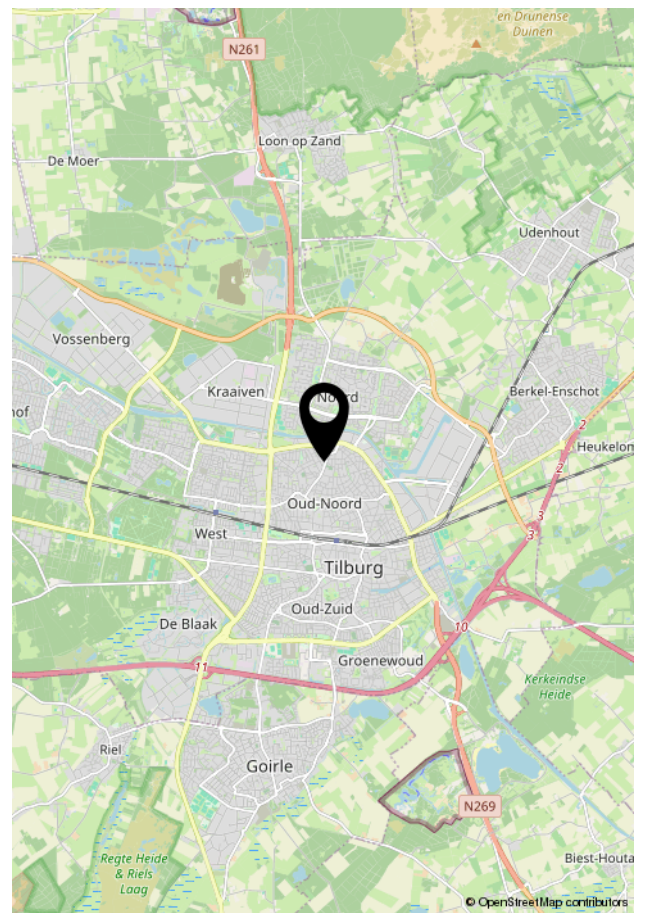 en Drunense
Duinen
N261
Loon op Zand
De Moer
Udenhout
Vossenberg
Kraaiven
Berkel-Enschot
hof
2
Heukelom
2
Oud-Noord
3
3
West
Tilburg
Oud-Zuid
De Blaak
10
Groenewoud
11
Kerkeindse
Heide
Riel
Goirle
N269
Regte Heide
& Riels
Laag
Biest-Houta
© OpenStreetMap contributors